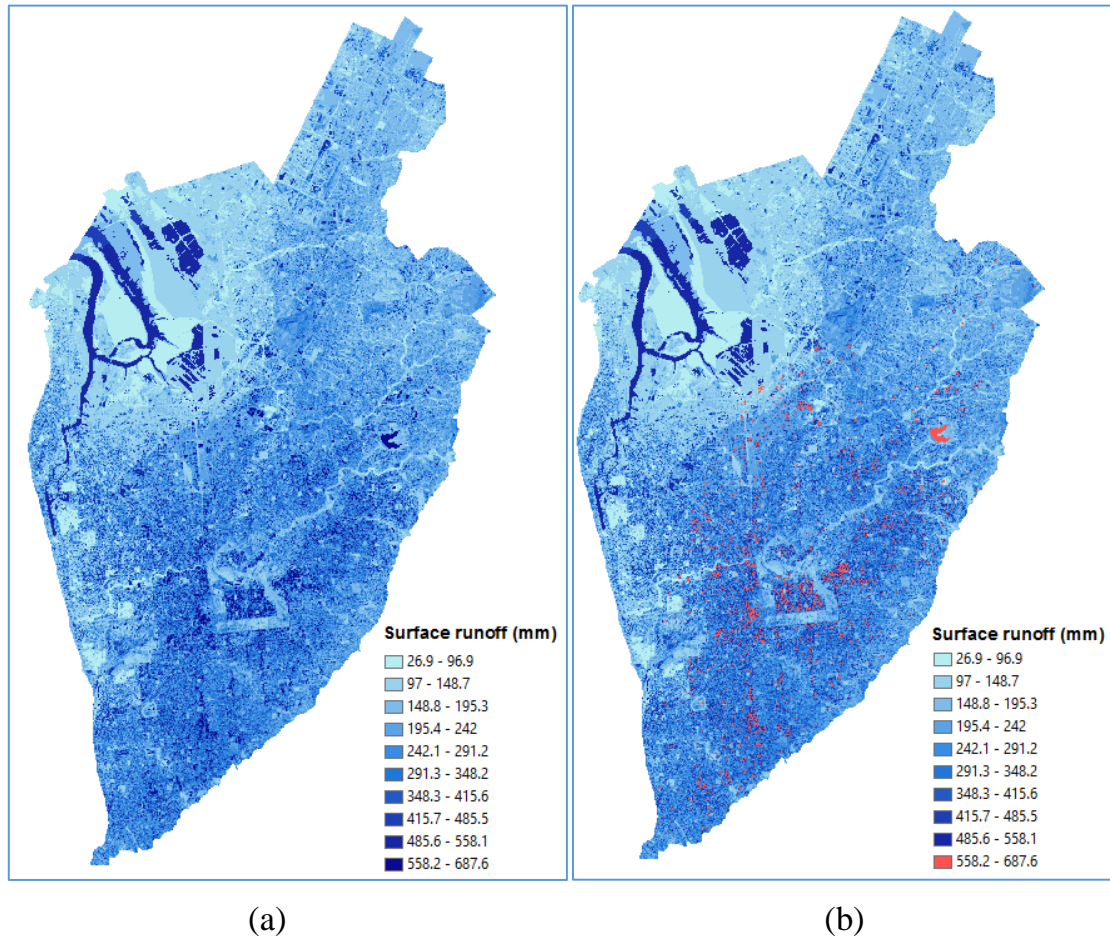 Surface runoff (mm)
26.9 - 96.9
97 - 148.7
148.8 - 195.3
195.4 - 242
242.1 - 291.2
291.3 - 348.2
348.3 - 415.6
415.7 - 485.5
485.6 - 558.1
558.2 - 687.6
(a)
Surface runoff (mm)
26.9 - 96.9
97 - 148.7
148.8 - 195.3
195.4 - 242
242.1 - 291.2
291.3 - 348.2
348.3 - 415.6
415.7 - 485.5
485.6 - 558.1
558.2 - 687.6
(b)